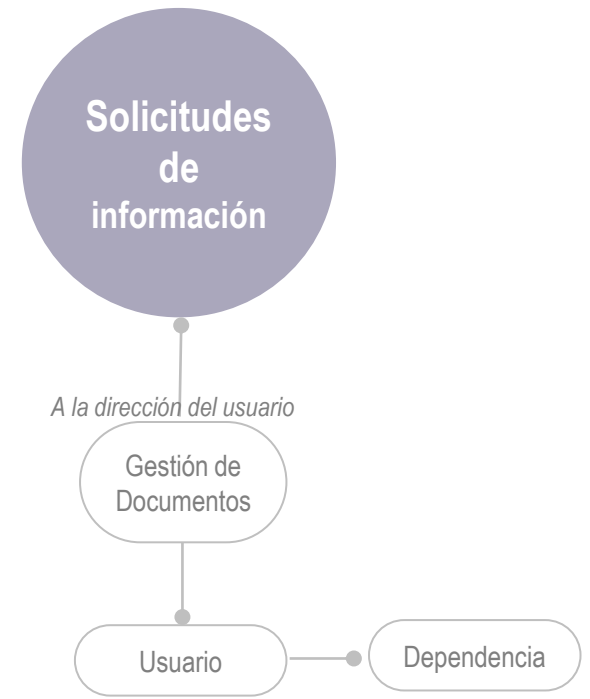 Solicitudes
de
información
A la dirección del usuario
Gestión de
Documentos
Usuario
Dependencia